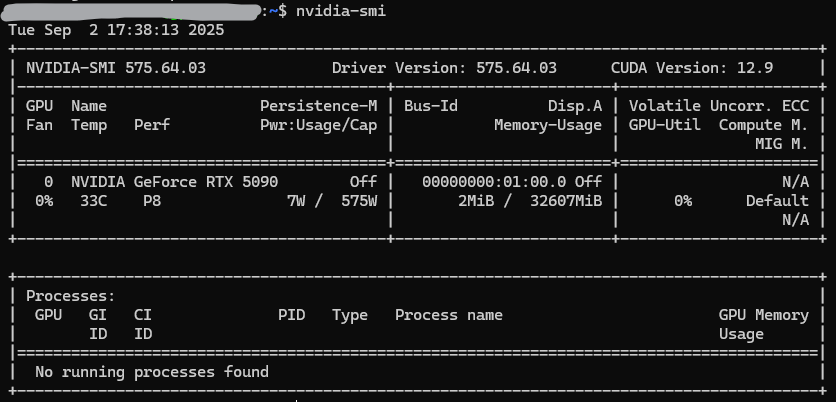 :~$ nvidia-smi
Tue Sep  2 17:38:13 2025
NVIDIA-SMI 575.64.03 Driver Version: 575.64.03 CUDA Version: 12.9
GPU Name Persistence-M | Bus-Id Disp.A | Volatile Uncorr. ECC
Fan Temp Perf Pwr:Usage/Cap | Memory-Usage | GPU-Util Compute M.
MIG M.
0 NVIDIA GeForce RTX 5090 Off | 00000000:01:00.0 Off | N/A
0% 33C P8 7W / 575W | 2MiB / 32607MiB | 0% Default
N/A
Processes:
GPU GI CI PID Type Process name GPU Memory
ID ID Usage
No running processes found